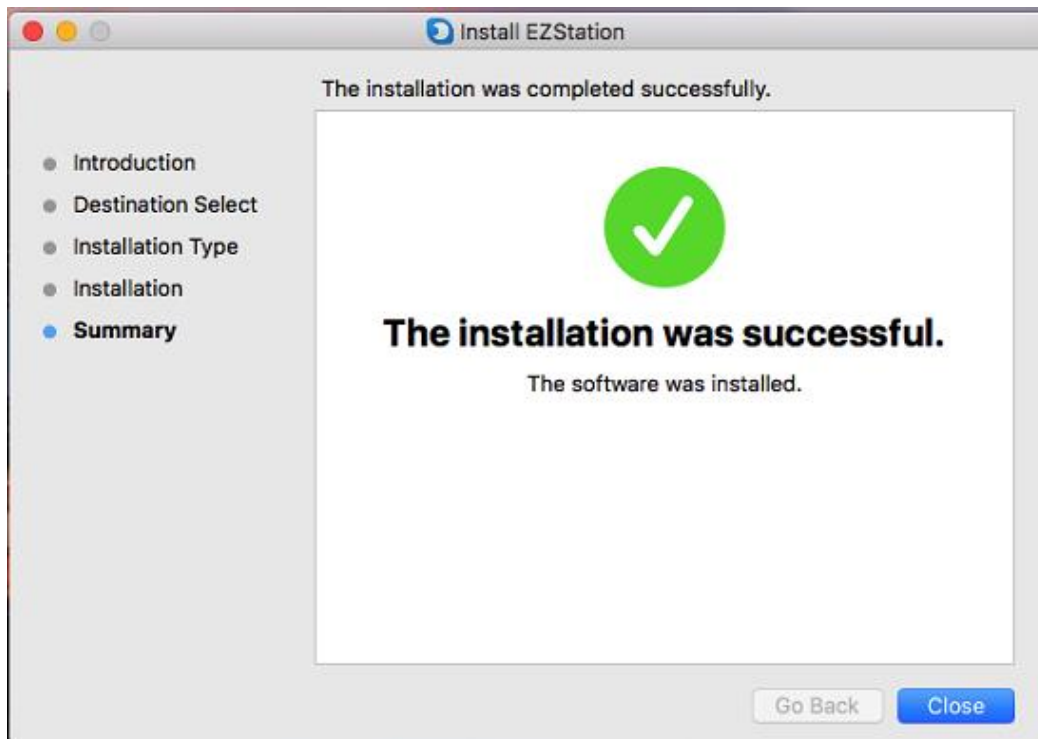 Install EZStation
The installation was completed successfully.
Introduction
Destination Select
Installation Type
Installation
Summary
The installation was successful.
The software was installed.
Go Back
Close